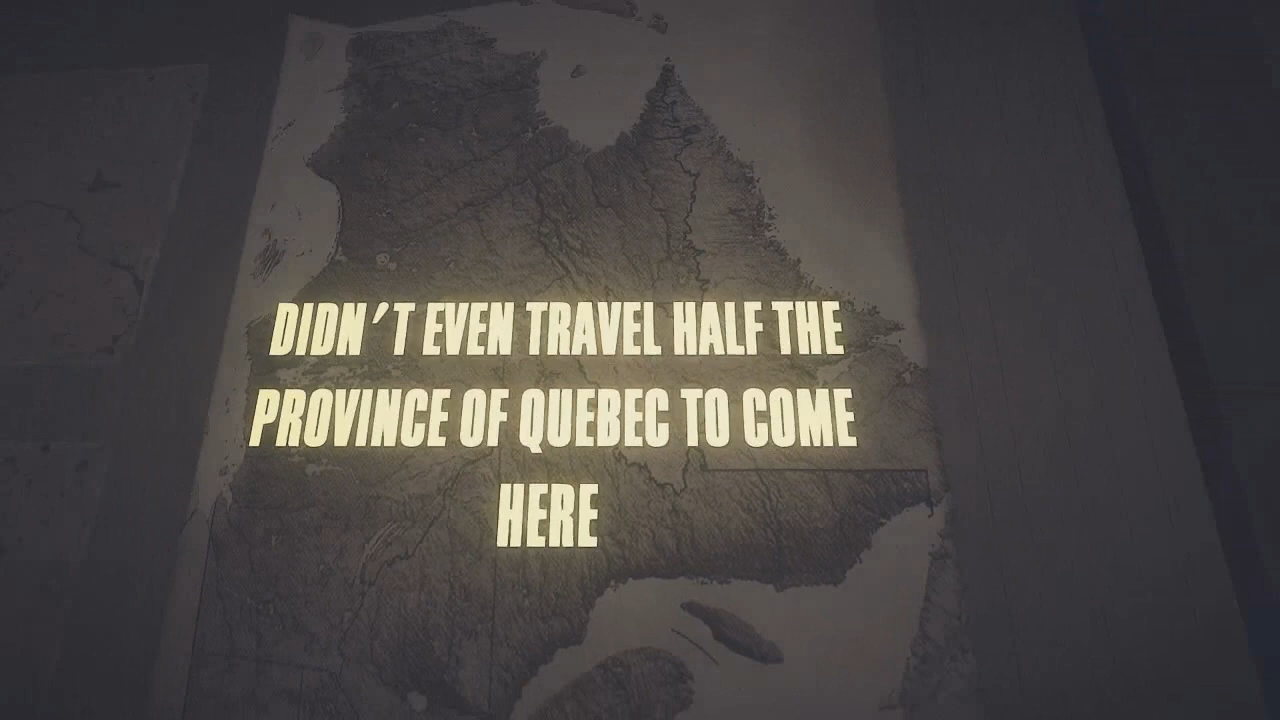 DIDN'T EVEN TRAVEL HALF THE
PROVINCE OF QUEBEC TO COME
HERE